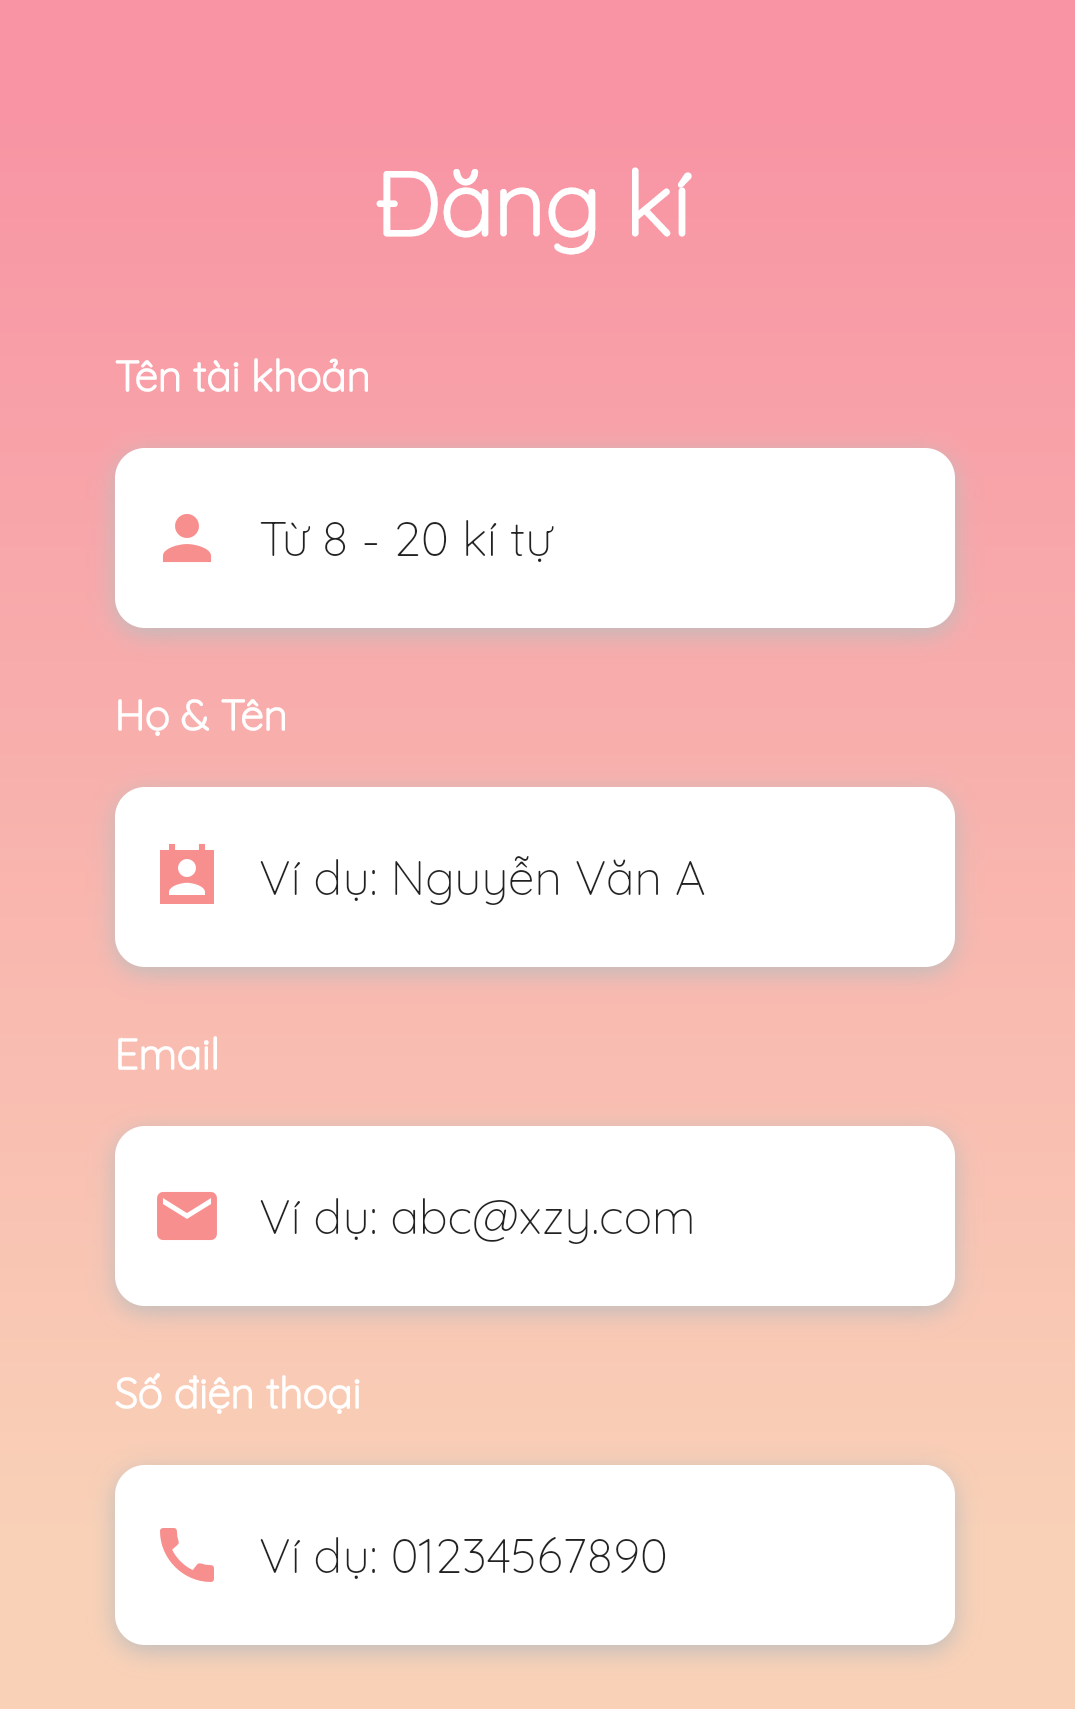 Đăng kí
Tên tài khoản
Từ 8 - 20 kí tự
Họ & Tên
Ví dụ: Nguyễn Văn A
Email
Ví dụ: abc@xzy.com
Số điện thoại
Ví dụ: 01234567890